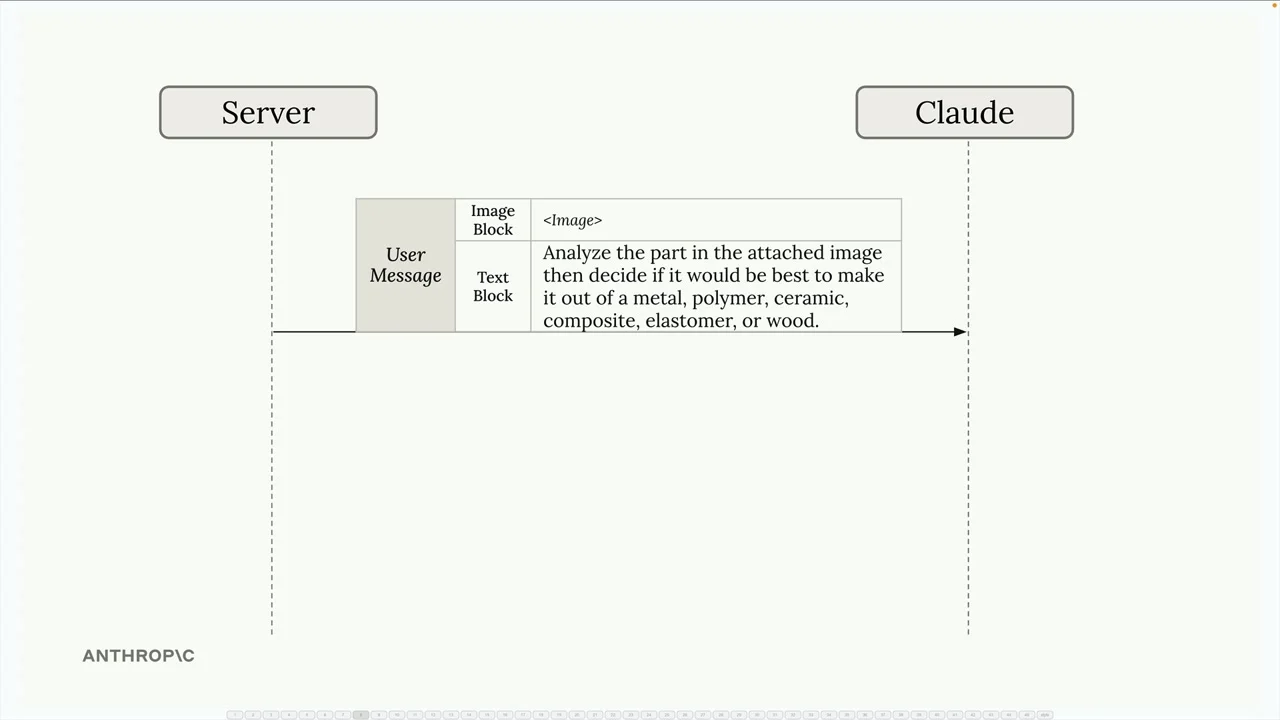 Server
Claude
User
Message
Image
Block
<Image>
Text
Block
Analyze the part in the attached image
then decide if it would be best to make
it out of a metal, polymer, ceramic,
composite, elastomer, or wood.
ANTHROP\C